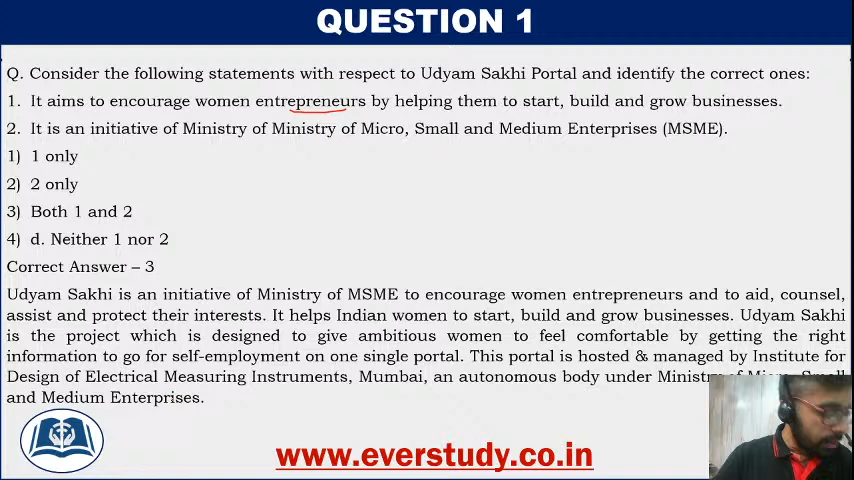 QUESTION 1
Q. Consider the following statements with respect to Udyam Sakhi Portal and identify the correct ones:
1. It aims to encourage women entrepreneurs by helping them to start, build and grow businesses.
2. It is an initiative of Ministry of Ministry of Micro, Small and Medium Enterprises (MSME).
1) 1 only
2) 2 only
3) Both 1 and 2
4) d. Neither 1 nor 2
Correct Answer – 3
Udyam Sakhi is an initiative of Ministry of MSME to encourage women entrepreneurs and to aid, counsel,
assist and protect their interests. It helps Indian women to start, build and grow businesses. Udyam Sakhi
is the project which is designed to give ambitious women to feel comfortable by getting the right
information to go for self-employment on one single portal. This portal is hosted & managed by Institute for
Design of Electrical Measuring Instruments, Mumbai, an autonomous body under Ministry of Micro, Small
and Medium Enterprises.
www.everstudy.co.in